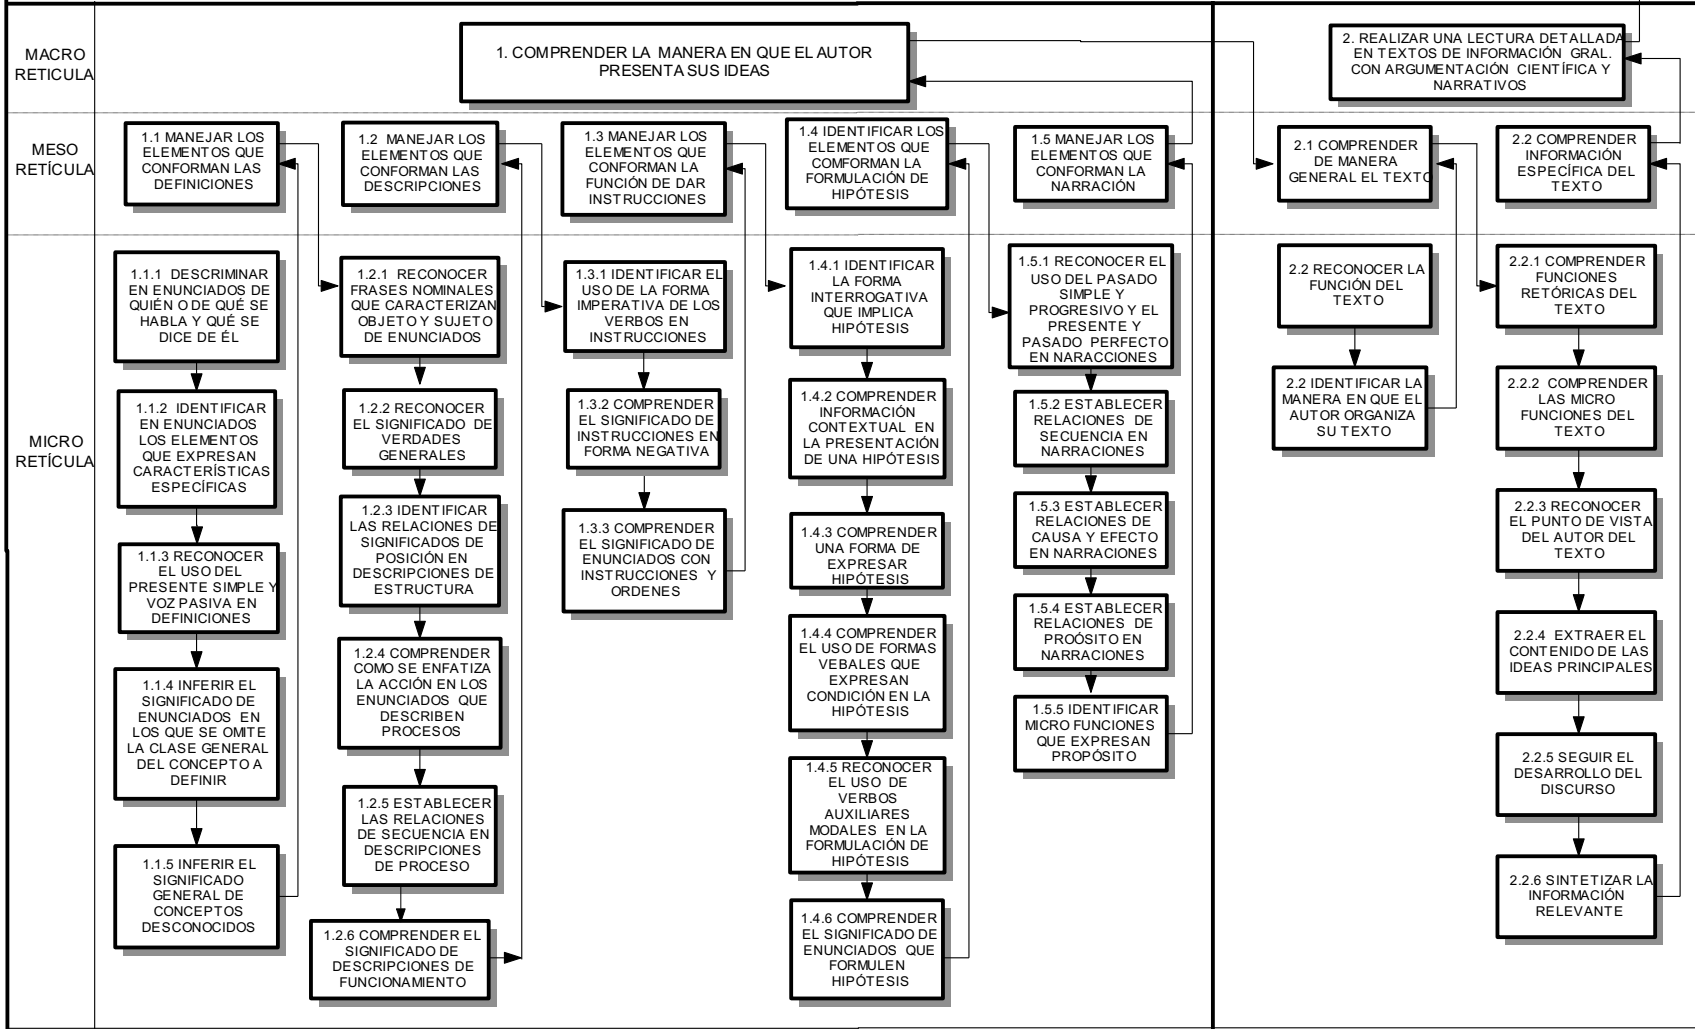 MACRO
RETICULA
1. COMPRENDER LA MANERA EN QUE EL AUTOR
PRESENTA SUS IDEAS
2. REALIZAR UNA LECTURA DETALLADA
EN TEXTOS DE INFORMACIÓN GRAL.
CON ARGUMENTACIÓN CIENTÍFICA Y
NARRATIVOS
MESO
RETÍCULA
1.1 MANEJAR LOS
ELEMENTOS QUE
CONFORMAN LAS
DEFINICIONES
1.2 MANEJAR LOS
ELEMENTOS QUE
CONFORMAN LAS
DESCRIPCIONES
1.3 MANEJAR LOS
ELEMENTOS QUE
CONFORMAN LA
FUNCIÓN DE DAR
INSTRUCCIONES
1.4 IDENTIFICAR LOS
ELEMENTOS QUE
COMFORMAN LA
FORMULACIÓN DE
HIPÓTESIS
1.5 MANEJAR LOS
ELEMENTOS QUE
CONFORMAN LA
NARRACIÓN
2.1 COMPRENDER
DE MANERA
GENERAL EL TEXTO
2.2 COMPRENDER
INFORMACIÓN
ESPECÍFICA DEL
TEXTO
MICRO
RETÍCULA
1.1.1 DESCRIMINAR
EN ENUNCIADOS DE
QUIÉN O DE QUÉ SE
HABLA Y QUÉ SE
DICE DE ÉL
1.1.2 IDENTIFICAR
EN ENUNCIADOS
LOS ELEMENTOS
QUE EXPRESAN
CARACTERÍSTICAS
ESPECÍFICAS
1.1.3 RECONOCER
EL USO DEL
PRESENTE SIMPLE Y
VOZ PASIVA EN
DEFINICIONES
1.1.4 INFERIR EL
SIGNIFICADO DE
ENUNCIADOS EN
LOS QUE SE OMITE
LA CLASE GENERAL
DEL CONCEPTO A
DEFINIR
1.1.5 INFERIR EL
SIGNIFICADO
GENERAL DE
CONCEPTOS
DESCONOCIDOS
1.2.1 RECONOCER
FRASES NOMINALES
QUE CARACTERIZAN
OBJETO Y SUJETO
DE ENUNCIADOS
1.2.2 RECONOCER
EL SIGNIFICADO DE
VERDADES
GENERALES
1.2.3 IDENTIFICAR
LAS RELACIONES DE
SIGNIFICADOS DE
POSICIÓN EN
DESCRIPCIONES DE
ESTRUCTURA
1.2.4 COMPRENDER
COMO SE ENFATIZA
LA ACCIÓN EN LOS
ENUNCIADOS QUE
DESCRIBEN
PROCESOS
1.2.5 ESTABLECER
LAS RELACIONES
DE SECUENCIA EN
DESCRIPCIONES
DE PROCESO
1.2.6 COMPRENDER EL
SIGNIFICADO DE
DESCRIPCIONES DE
FUNCIONAMIENTO
1.3.1 IDENTIFICAR EL
USO DE LA FORMA
IMPERATIVA DE LOS
VERBOS EN
INSTRUCCIONES
1.3.2 COMPRENDER
EL SIGNIFICADO DE
INSTRUCCIONES EN
FORMA NEGATIVA
1.3.3 COMPRENDER
EL SIGNIFICADO DE
ENUNCIADOS CON
INSTRUCCIONES Y
ORDENES
1.4.1 IDENTIFICAR
LA FORMA
INTERROGATIVA
QUE IMPLICA
HIPÓTESIS
1.4.2 COMPRENDER
INFORMACIÓN
CONTEXTUAL EN
LA PRESENTACIÓN
DE UNA HIPÓTESIS
1.4.3 COMPRENDER
UNA FORMA DE
EXPRESAR
HIPÓTESIS
1.4.4 COMPRENDER
EL USO DE FORMAS
VEBALES QUE
EXPRESAN
CONDICIÓN EN LA
HIPÓTESIS
1.4.5 RECONOCER
EL USO DE
VERBOS
AUXILIARES
MODALES EN LA
FORMULACIÓN DE
HIPÓTESIS
1.4.6 COMPRENDER
EL SIGNIFICADO DE
ENUNCIADOS QUE
FORMULEN
HIPÓTESIS
1.5.1 RECONOCER EL
USO DEL PASADO
SIMPLE Y
PROGRESIVO Y EL
PRESENTE Y
PASADO PERFECTO
EN NARACCIONES
1.5.2 ESTABLECER
RELACIONES DE
SECUENCIA EN
NARRACIONES
1.5.3 ESTABLECER
RELACIONES DE
CAUSA Y EFECTO
EN NARRACIONES
1.5.4 ESTABLECER
RELACIONES DE
PROÓSITO EN
NARRACIONES
1.5.5 IDENTIFICAR
MICRO FUNCIONES
QUE EXPRESAN
PROPÓSITO
2.2 RECONOCER LA
FUNCIÓN DEL
TEXTO
2.2 IDENTIFICAR LA
MANERA EN QUE EL
AUTOR ORGANIZA
SU TEXTO
2.2.1 COMPRENDER
FUNCIONES
RETÓRICAS DEL
TEXTO
2.2.2 COMPRENDER
LAS MICRO
FUNCIONES DEL
TEXTO
2.2.3 RECONOCER
EL PUNTO DE VISTA
DEL AUTOR DEL
TEXTO
2.2.4 EXTRAER EL
CONTENIDO DE LAS
IDEAS PRINCIPALES
2.2.5 SEGUIR EL
DESARROLLO DEL
DISCURSO
2.2.6 SINTETIZAR LA
INFORMACIÓN
RELEVANTE